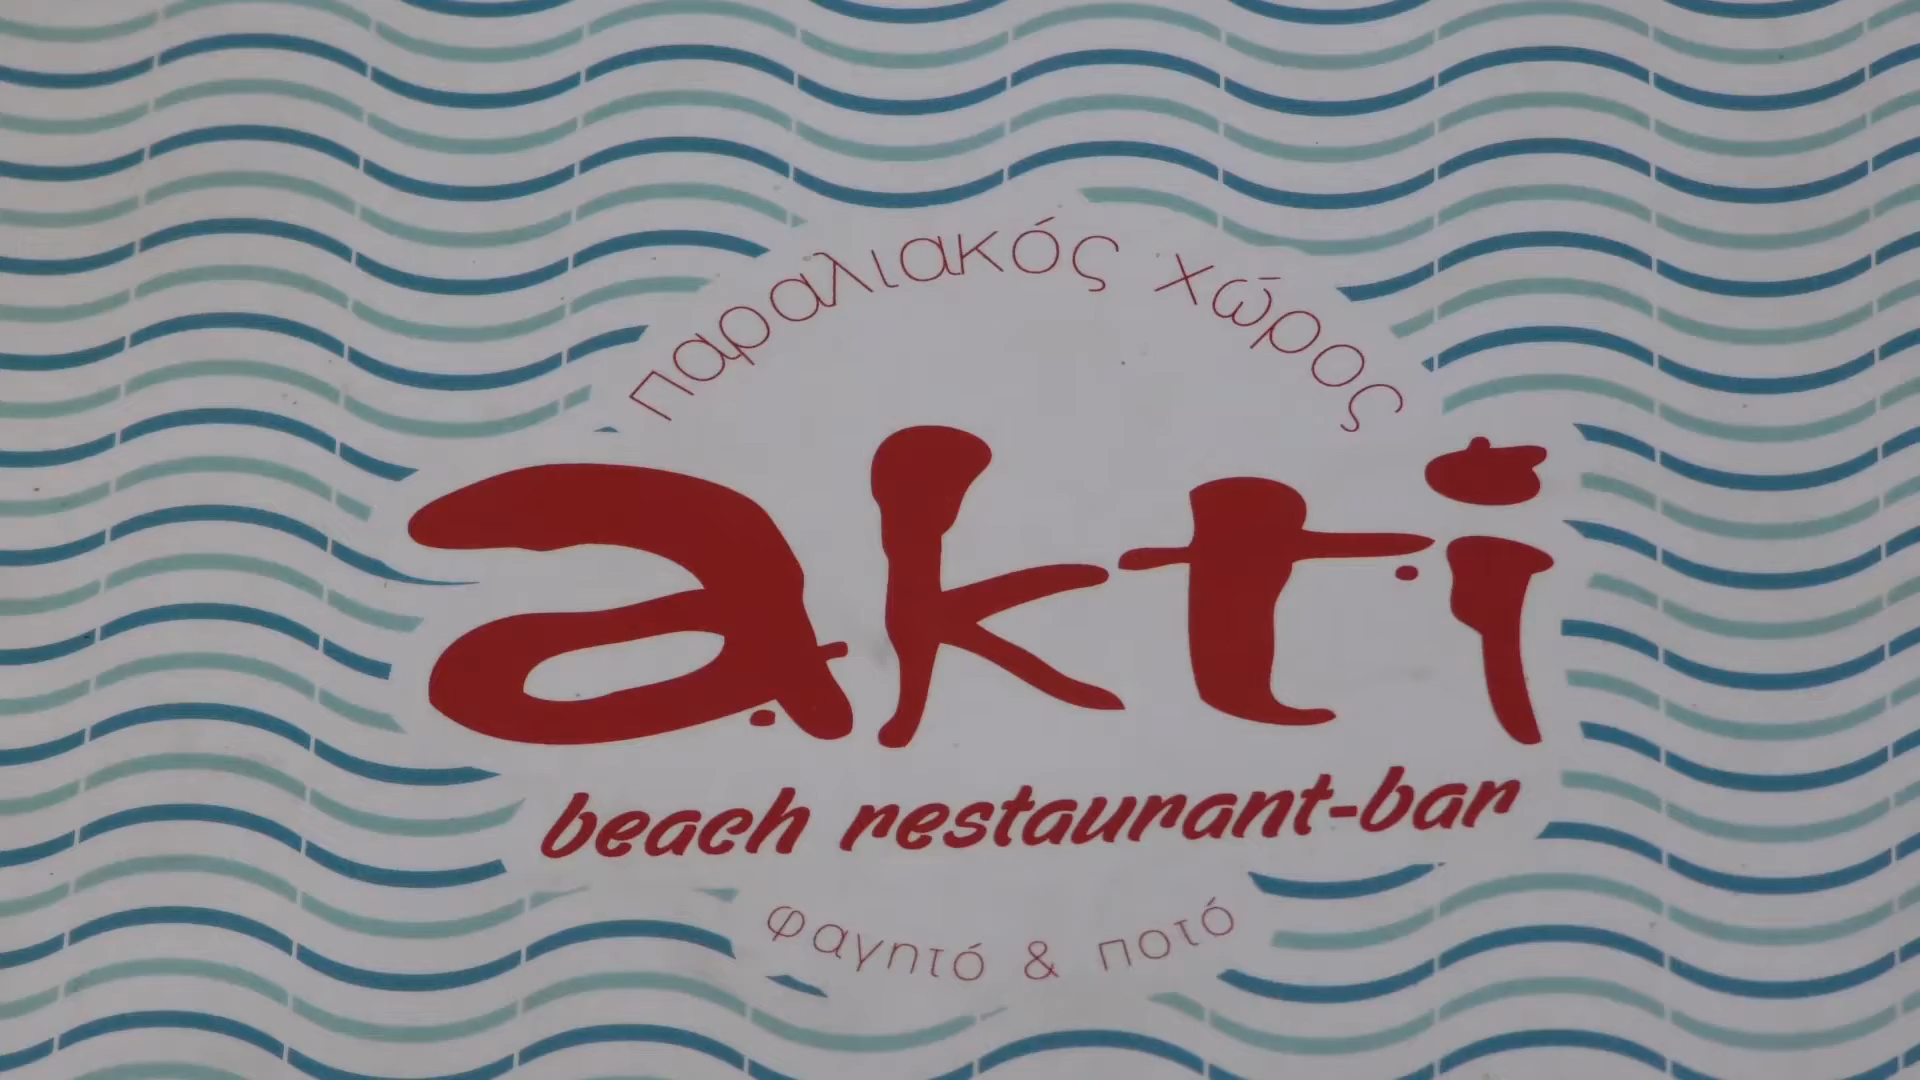 παραλιακός χώρος
akti
beach restaurant-bar
φαγητό & ποτό